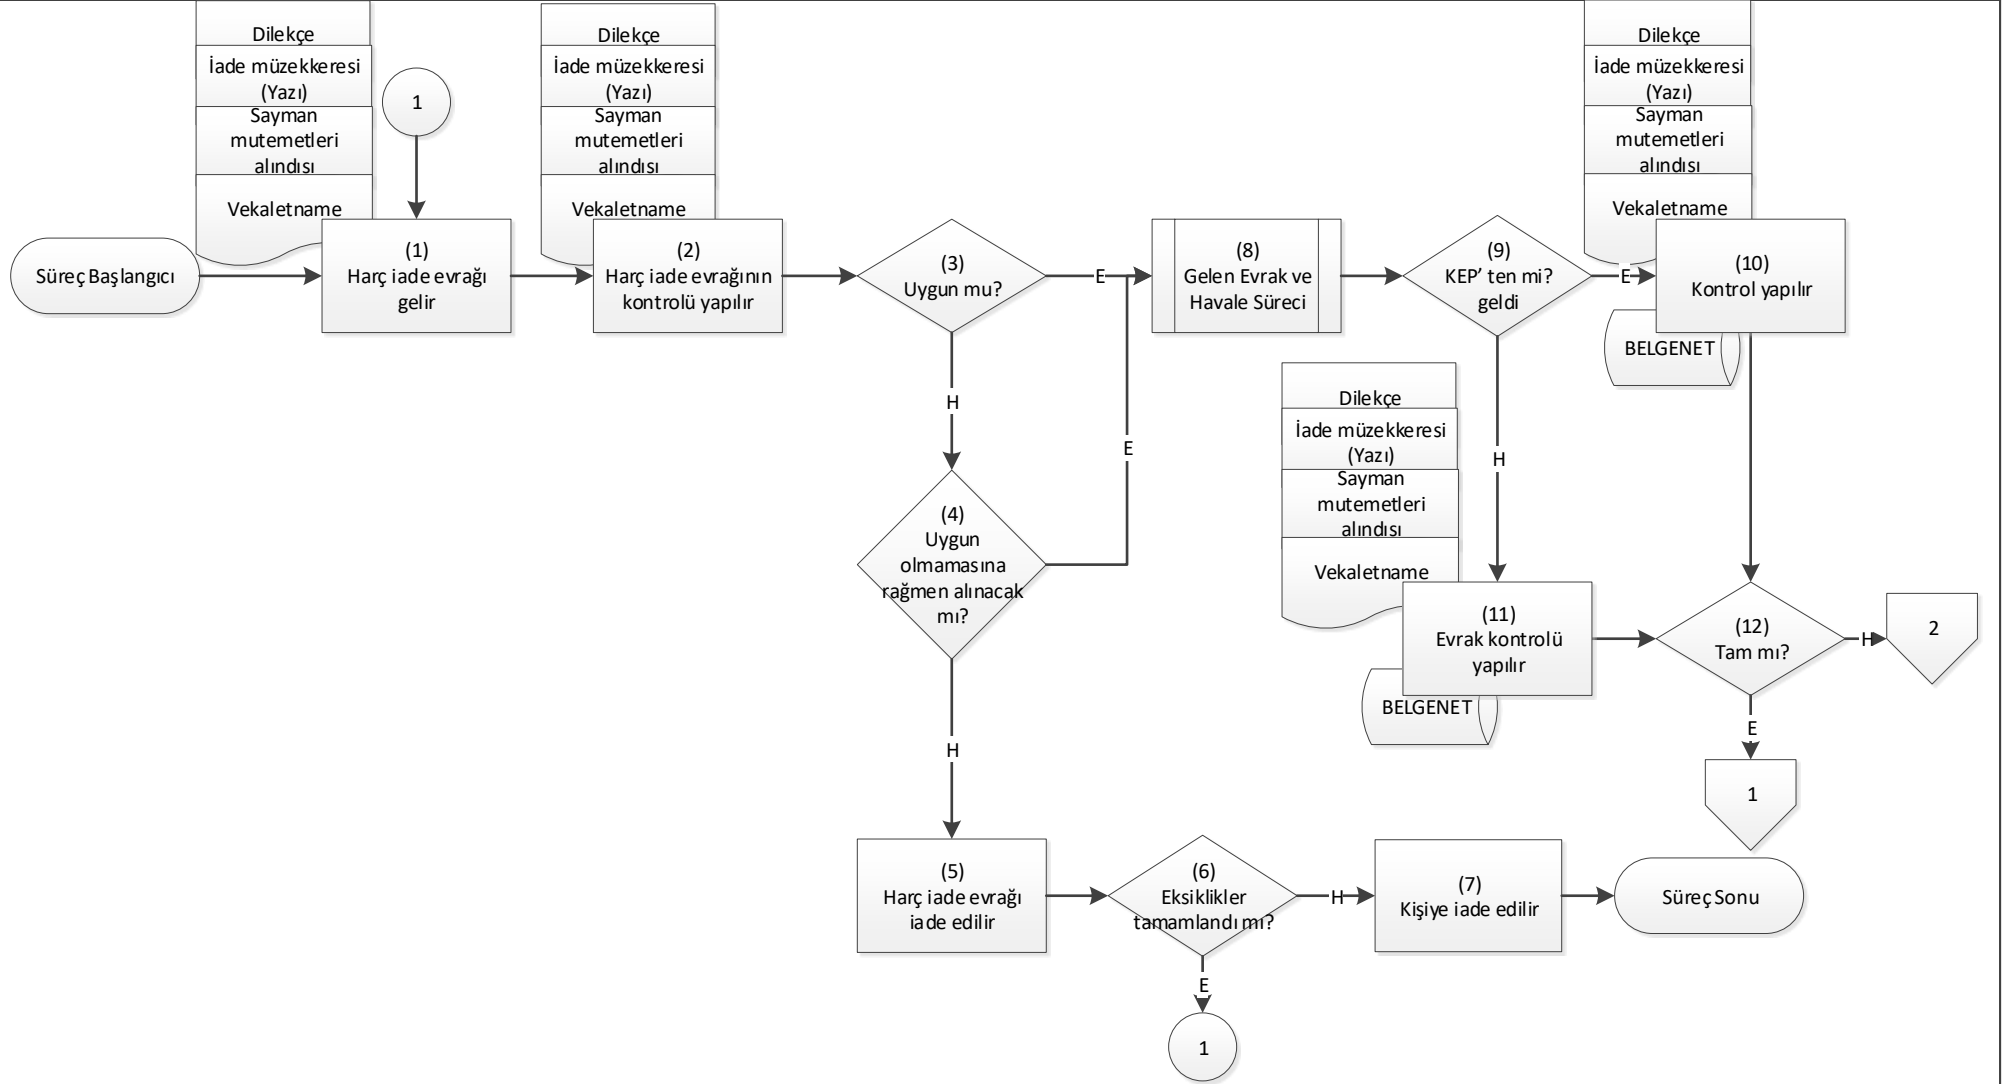 Dilekçe
İade müzekkeresi
(Yazı)
Sayman
mutemetleri
alındısı
Vekaletname
1
Dilekçe
İade müzekkeresi
(Yazı)
Sayman
mutemetleri
alındısı
Vekaletname
Dilekçe
İade müzekkeresi
(Yazı)
Sayman
mutemetleri
alındısı
Vekaletname
Süreç Başlangıcı
(1)
Harç iade evrağı
gelir
(2)
Harç iade evrağının
kontrolü yapılır
(3)
Uygun mu?
E
(8)
Gelen Evrak ve
Havale Süreci
(9)
KEP' ten mi?
geldi
E
(10)
Kontrol yapılır
BELGENET
H
E
H
Dilekçe
İade müzekkeresi
(Yazı)
Sayman
mutemetleri
alındısı
Vekaletname
(4)
Uygun
olmamasına
rağmen alınacak
mı?
(11)
Evrak kontrolü
yapılır
BELGENET
(12)
Tam mı?
H
2
E
1
H
(5)
Harç iade evrağı
iade edilir
(6)
Eksiklikler
tamamlandı mı?
H
(7)
Kişiye iade edilir
Süreç Sonu
E
1